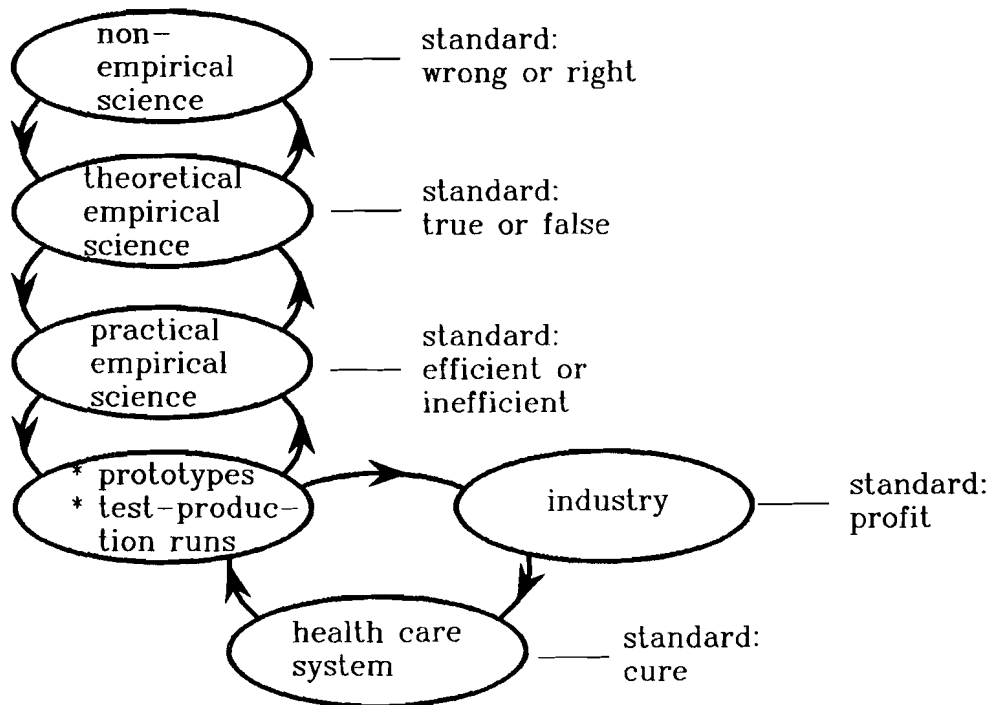 non-
empirical
science
standard:
wrong or right
theoretical
empirical
science
standard:
true or false
practical
empirical
science
standard:
efficient or
inefficient
* prototypes
* test-produc-
tion runs
industry
standard:
profit
health care
system
standard:
cure